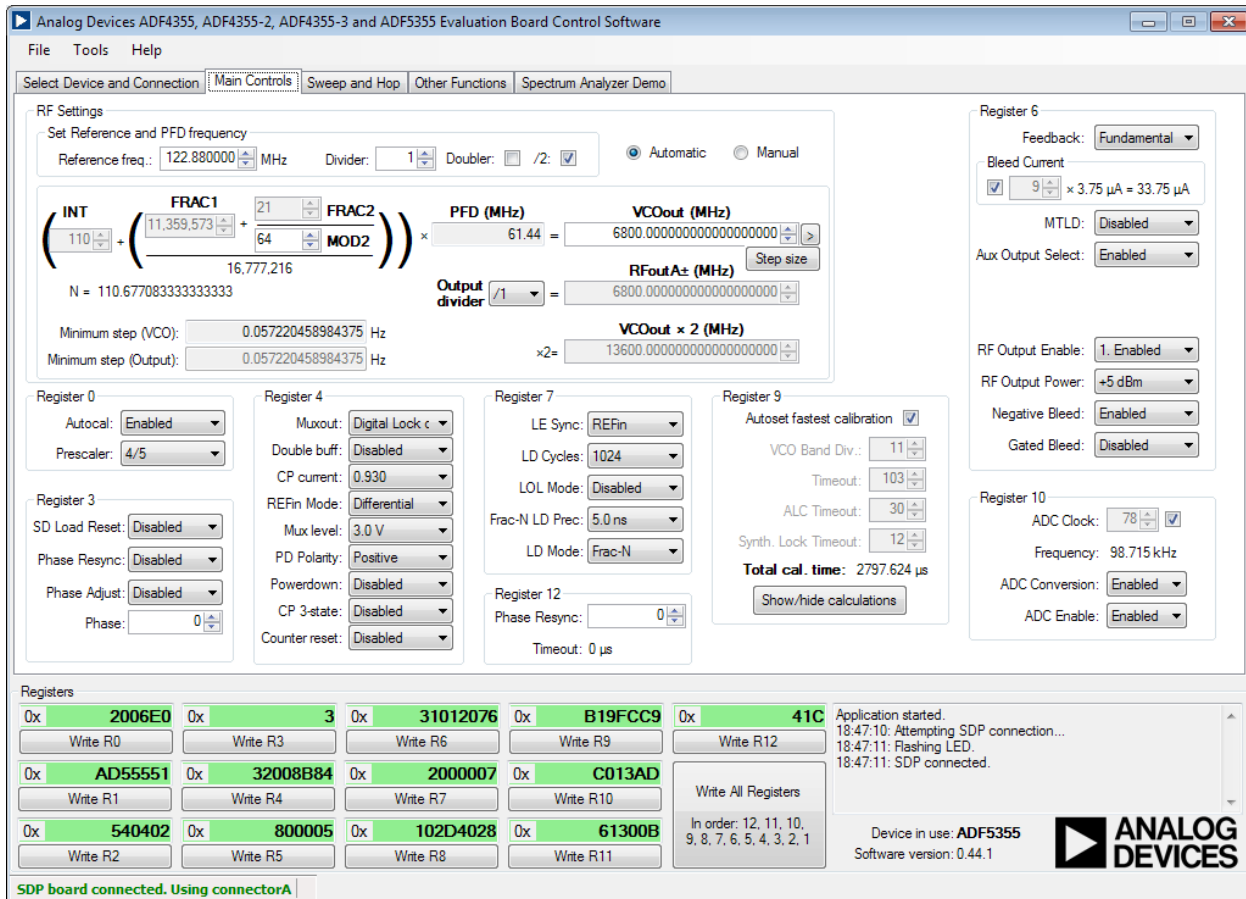 Analog Devices ADF4355, ADF4355-2, ADF4355-3 and ADF5355 Evaluation Board Control Software
File Tools Help
Select Device and Connection Main Controls Sweep and Hop Other Functions Spectrum Analyzer Demo
RF Settings
Set Reference and PFD frequency
Reference freq.: 122.880000 MHz Divider: 1 Doubler: /2:
Automatic Manual
INT
110
+
FRAC1
11,359,573
+
21 FRAC2
64 MOD2
16,777,216
×
PFD (MHz)
61.44 =
VCOout (MHz)
6800.000000000000000000 >
Step size
N = 110.677083333333333
Output divider /1 =
RFoutA± (MHz)
6800.000000000000000000
Minimum step (VCO): 0.057220458984375 Hz
Minimum step (Output): 0.057220458984375 Hz
VCOout × 2 (MHz)
×2= 13600.000000000000000000
Register 0
Autocal: Enabled
Prescaler: 4/5
Register 3
SD Load Reset: Disabled
Phase Resync: Disabled
Phase Adjust: Disabled
Phase: 0
Register 4
Muxout: Digital Lock c
Double buff: Disabled
CP current: 0.930
REFin Mode: Differential
Mux level: 3.0 V
PD Polarity: Positive
Powerdown: Disabled
CP 3-state: Disabled
Counter reset: Disabled
Register 7
LE Sync: REFin
LD Cycles: 1024
LOL Mode: Disabled
Frac-N LD Prec: 5.0 ns
LD Mode: Frac-N
Register 12
Phase Resync: 0
Timeout: 0 µs
Register 9
Autoset fastest calibration
VCO Band Div.: 11
Timeout: 103
ALC Timeout: 30
Synth. Lock Timeout: 12
Total cal. time: 2797.624 µs
Show/hide calculations
Register 6
Feedback: Fundamental
Bleed Current
9 × 3.75 µA = 33.75 µA
MTLD: Disabled
Aux Output Select: Enabled
RF Output Enable: 1. Enabled
RF Output Power: +5 dBm
Negative Bleed: Enabled
Gated Bleed: Disabled
Register 10
ADC Clock: 78
Frequency: 98.715 kHz
ADC Conversion: Enabled
ADC Enable: Enabled
Registers
0x 2006E0 0x 3 0x 31012076 0x B19FCC9 0x 41C
Write R0 Write R3 Write R6 Write R9 Write R12
0x AD55551 0x 32008B84 0x 2000007 0x C013AD
Write R1 Write R4 Write R7 Write R10
0x 540402 0x 800005 0x 102D4028 0x 61300B
Write R2 Write R5 Write R8 Write R11
Write All Registers
In order: 12, 11, 10,
9, 8, 7, 6, 5, 4, 3, 2, 1
Application started.
18:47:10: Attempting SDP connection...
18:47:11: Flashing LED.
18:47:11: SDP connected.
Device in use: ADF5355
Software version: 0.44.1
ANALOG
DEVICES
SDP board connected. Using connectorA